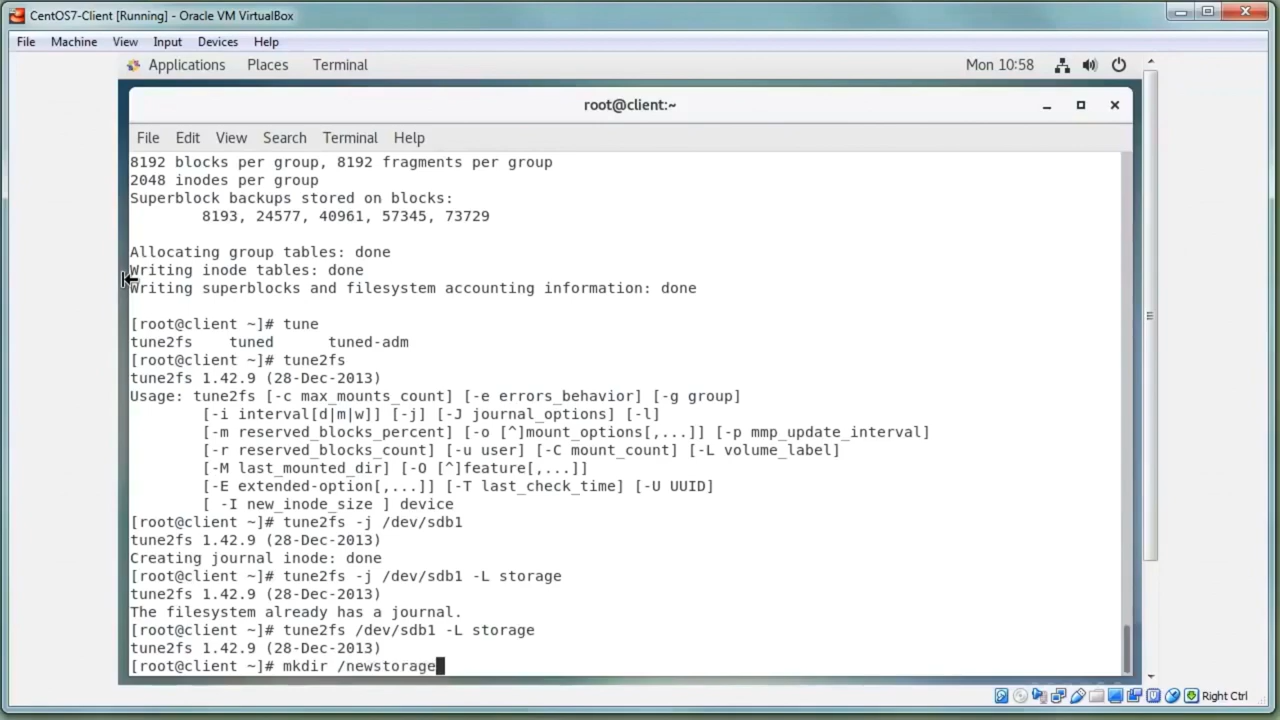 CentOS7-Client [Running] - Oracle VM VirtualBox
File Machine View Input Devices Help
Applications Places Terminal Mon 10:58
root@client:~
File Edit View Search Terminal Help
8192 blocks per group, 8192 fragments per group
2048 inodes per group
Superblock backups stored on blocks:
8193, 24577, 40961, 57345, 73729
Allocating group tables: done
Writing inode tables: done
Writing superblocks and filesystem accounting information: done
[root@client ~]# tune
tune2fs tuned tuned-adm
[root@client ~]# tune2fs
tune2fs 1.42.9 (28-Dec-2013)
Usage: tune2fs [-c max_mounts_count] [-e errors_behavior] [-g group]
[-i interval[d|m|w]] [-j] [-J journal_options] [-l]
[-m reserved_blocks_percent] [-o [^]mount_options[,...]] [-p mmp_update_interval]
[-r reserved_blocks_count] [-u user] [-C mount_count] [-L volume_label]
[-M last_mounted_dir] [-O [^]feature[,...]]
[-E extended-option[,...]] [-T last_check_time] [-U UUID]
[ -I new_inode_size ] device
[root@client ~]# tune2fs -j /dev/sdb1
tune2fs 1.42.9 (28-Dec-2013)
Creating journal inode: done
[root@client ~]# tune2fs -j /dev/sdb1 -L storage
tune2fs 1.42.9 (28-Dec-2013)
The filesystem already has a journal.
[root@client ~]# tune2fs /dev/sdb1 -L storage
tune2fs 1.42.9 (28-Dec-2013)
[root@client ~]# mkdir /newstorage
Right Ctrl